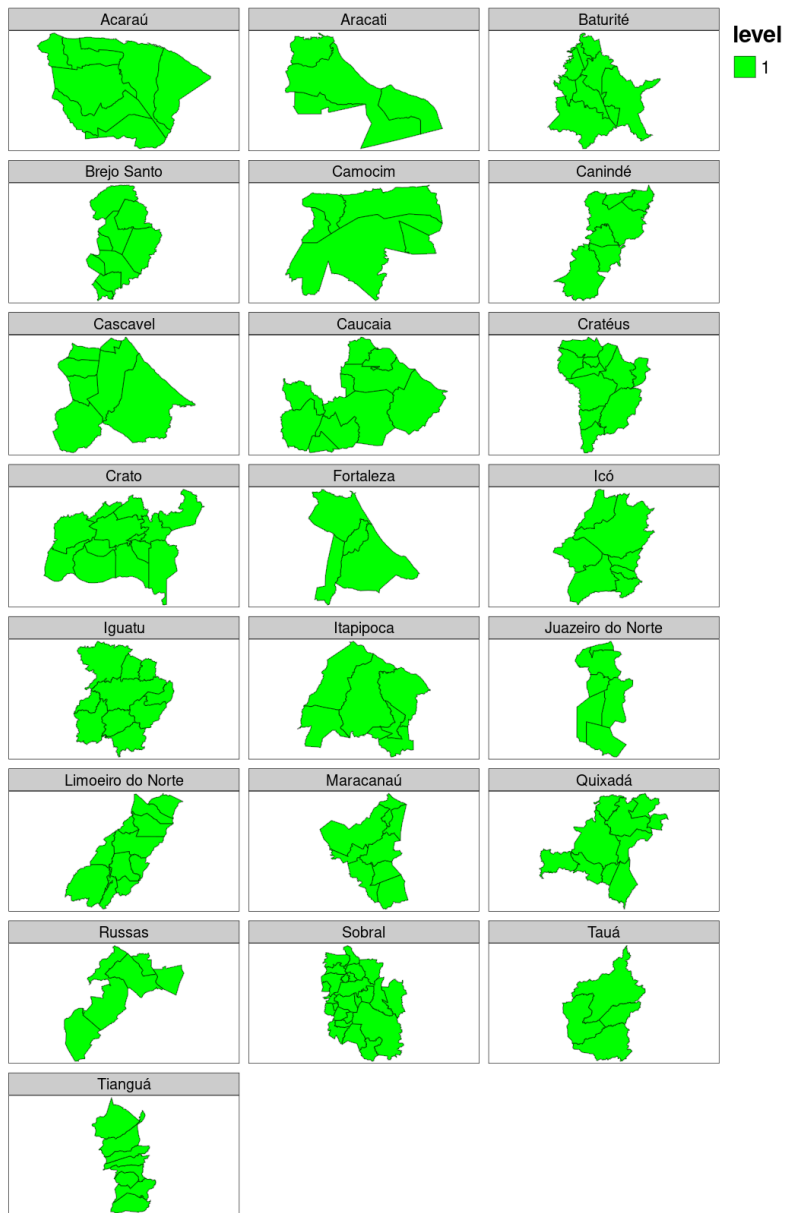 Acaraú
Aracati
Baturité
level
1
Brejo Santo
Camocim
Canindé
Cascavel
Caucaia
Cratéus
Crato
Fortaleza
Icó
Iguatu
Itapipoca
Juazeiro do Norte
Limoeiro do Norte
Maracanaú
Quixadá
Russas
Sobral
Tauá
Tianguá